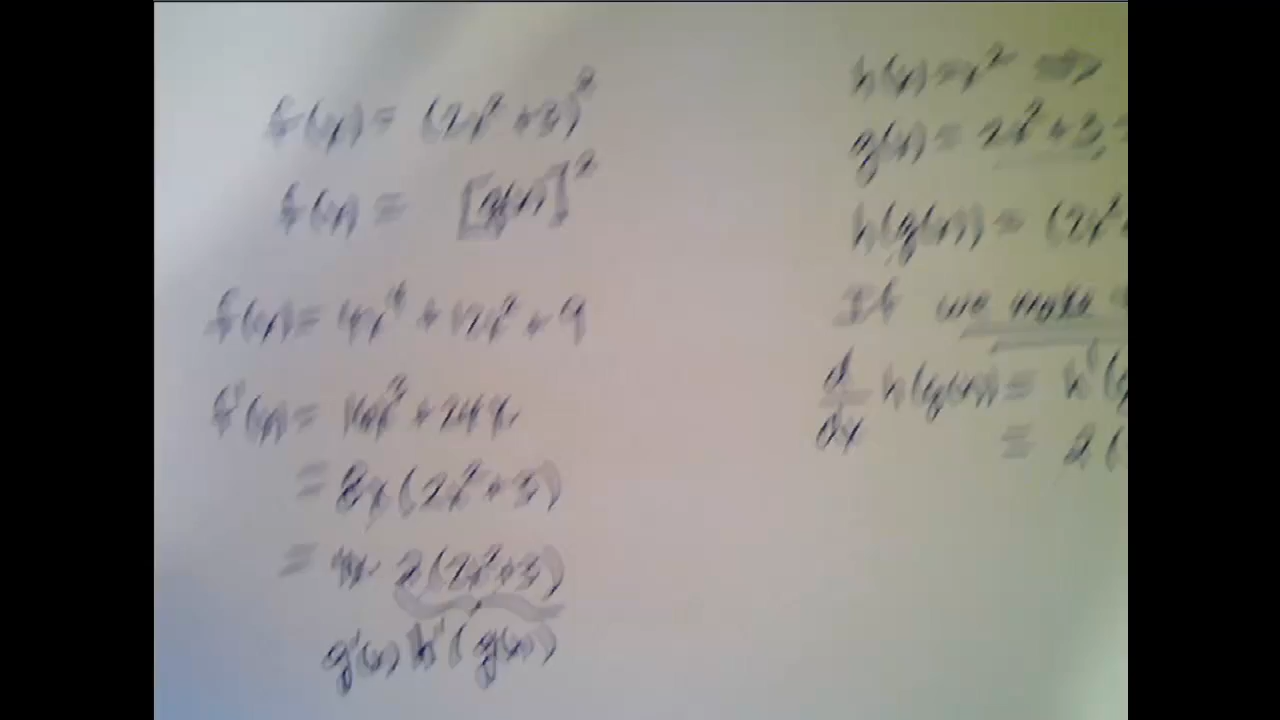 f(x) = (2x² + 3)²
f(x) = [g(x)]²
f(x) = 4x⁴ + 12x² + 9
f'(x) = 16x³ + 24x
= 8x(2x² + 3)
= 4x · 2(2x² + 3)
g'(x) h'(g(x))
h(x) = x² ⇒
g(x) = 2x² + 3,
h(g(x)) = (2x²
If we make
d/dx h(g(x)) = h'(g
= 2(